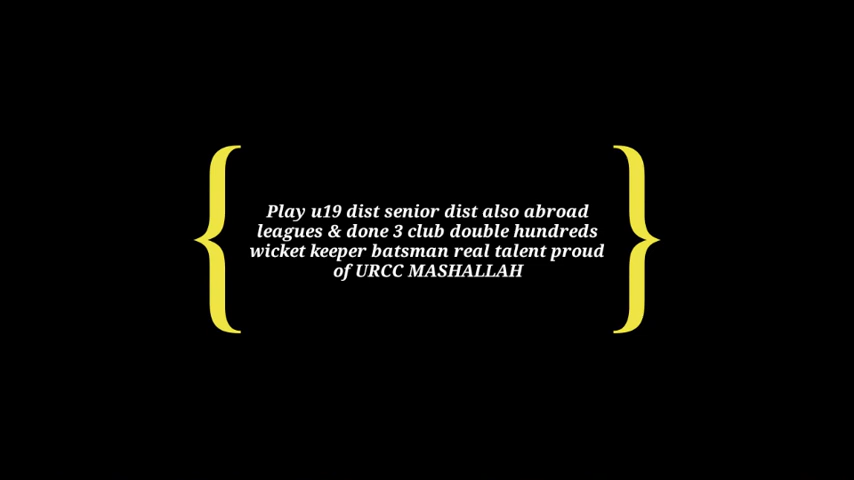 Play u19 dist senior dist also abroad
leagues & done 3 club double hundreds
wicket keeper batsman real talent proud
of URCC MASHALLAH